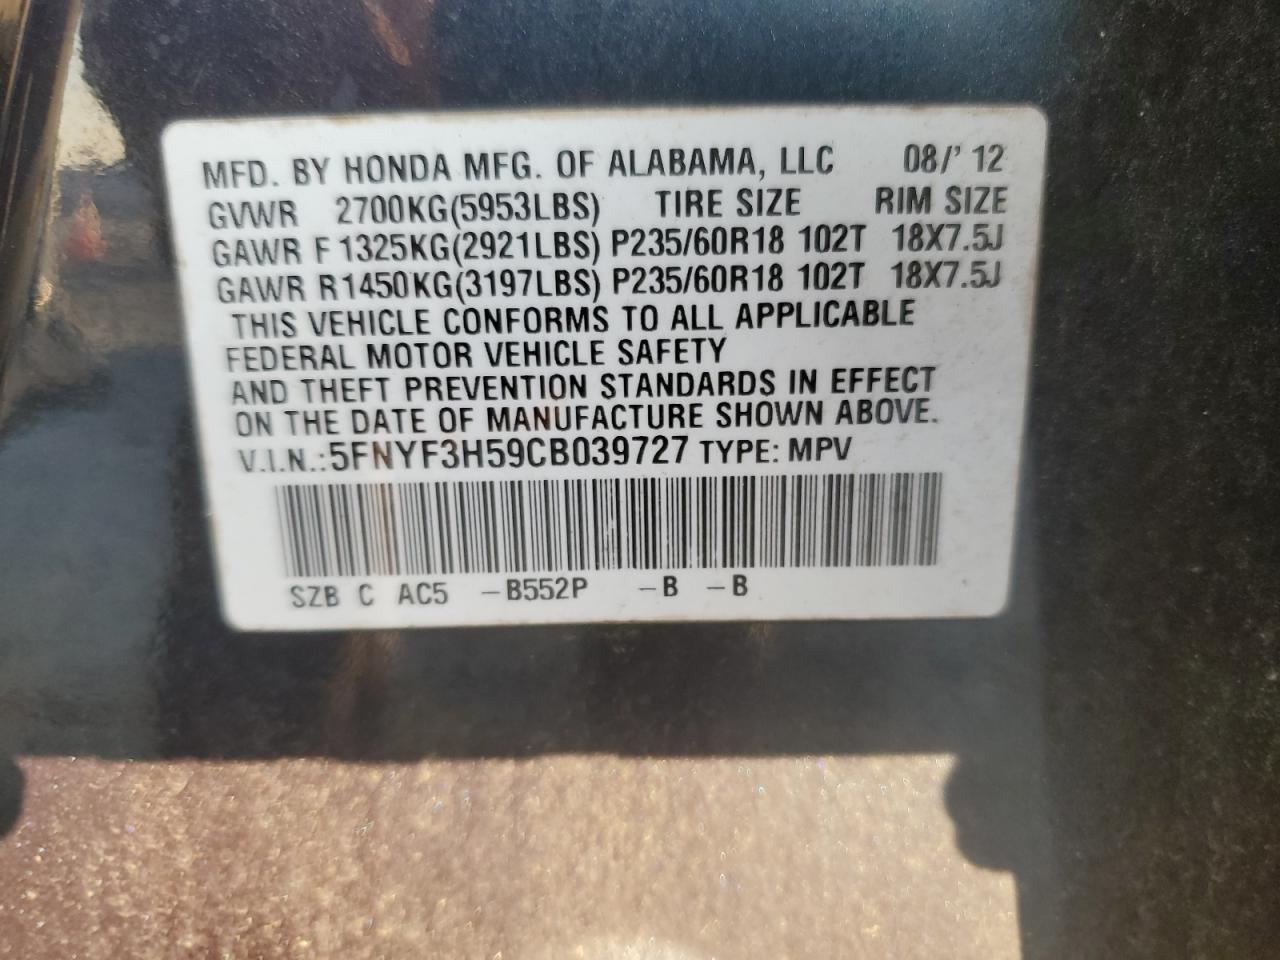 MFD. BY HONDA MFG. OF ALABAMA, LLC 08/' 12
GVWR 2700KG(5953LBS) TIRE SIZE RIM SIZE
GAWR F 1325KG(2921LBS) P235/60R18 102T 18X7.5J
GAWR R1450KG(3197LBS) P235/60R18 102T 18X7.5J
THIS VEHICLE CONFORMS TO ALL APPLICABLE
FEDERAL MOTOR VEHICLE SAFETY
AND THEFT PREVENTION STANDARDS IN EFFECT
ON THE DATE OF MANUFACTURE SHOWN ABOVE.
V.I.N.:5FNYF3H59CB039727 TYPE: MPV
SZB C AC5 -B552P -B -B